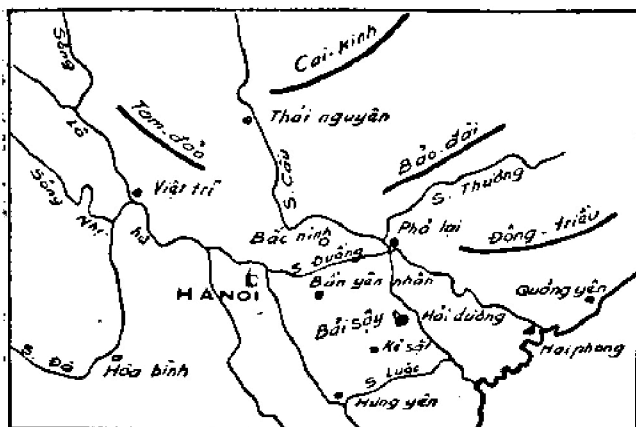 Sông
Cai-Kinh
Thái nguyên
Lô
Tam-đảo
Bảo-đài
Sông
Nhị
hà
Việt trì
S. Cầu
S. Thương
Bắc ninh
Phả lại
Đông-triều
S. Đuống
HANOI
Bần yên nhân
Quảng yên
Bãi Sậy
Hải dương
Haiphong
Kẻ sặt
S. Đà
Hòa bình
S. Luộc
Hưng yên